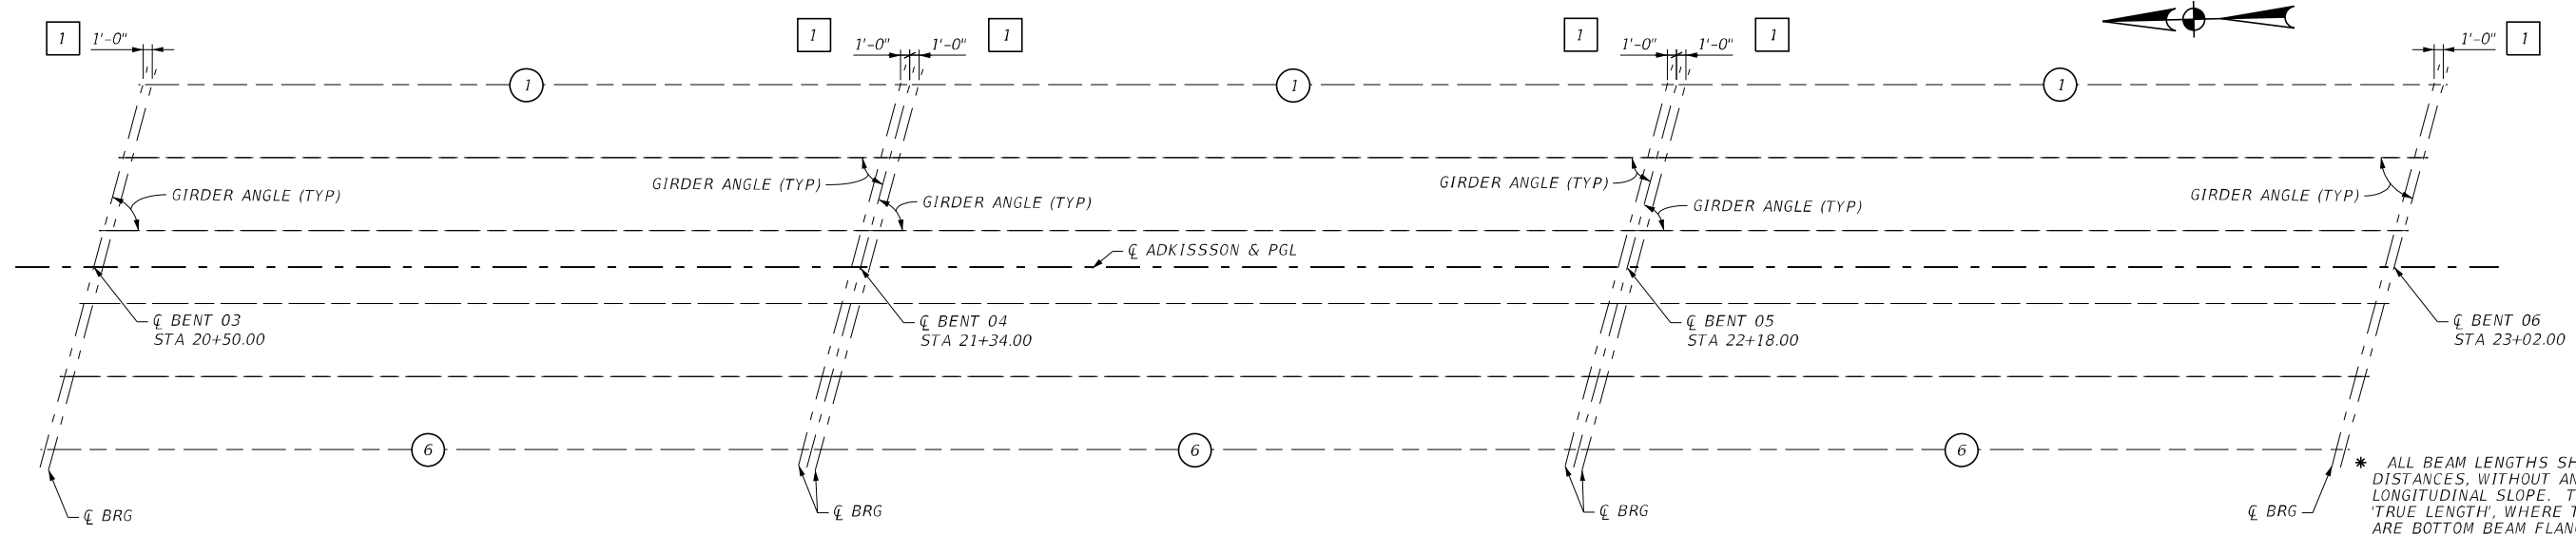 1 1'-0" 1 1'-0" 1'-0" 1 1 1'-0" 1'-0" 1 1'-0" 1
1 1 1
GIRDER ANGLE (TYP) GIRDER ANGLE (TYP) GIRDER ANGLE (TYP) GIRDER ANGLE (TYP)
GIRDER ANGLE (TYP) GIRDER ANGLE (TYP)
℄ ADKISSSON & PGL
℄ BENT 03
STA 20+50.00
℄ BENT 04
STA 21+34.00
℄ BENT 05
STA 22+18.00
℄ BENT 06
STA 23+02.00
6 6 6
℄ BRG ℄ BRG ℄ BRG ℄ BRG
* ALL BEAM LENGTHS
DISTANCES, WITHOUT
LONGITUDINAL SLOPE.
'TRUE LENGTH', WHERE
ARE BOTTOM BEAM